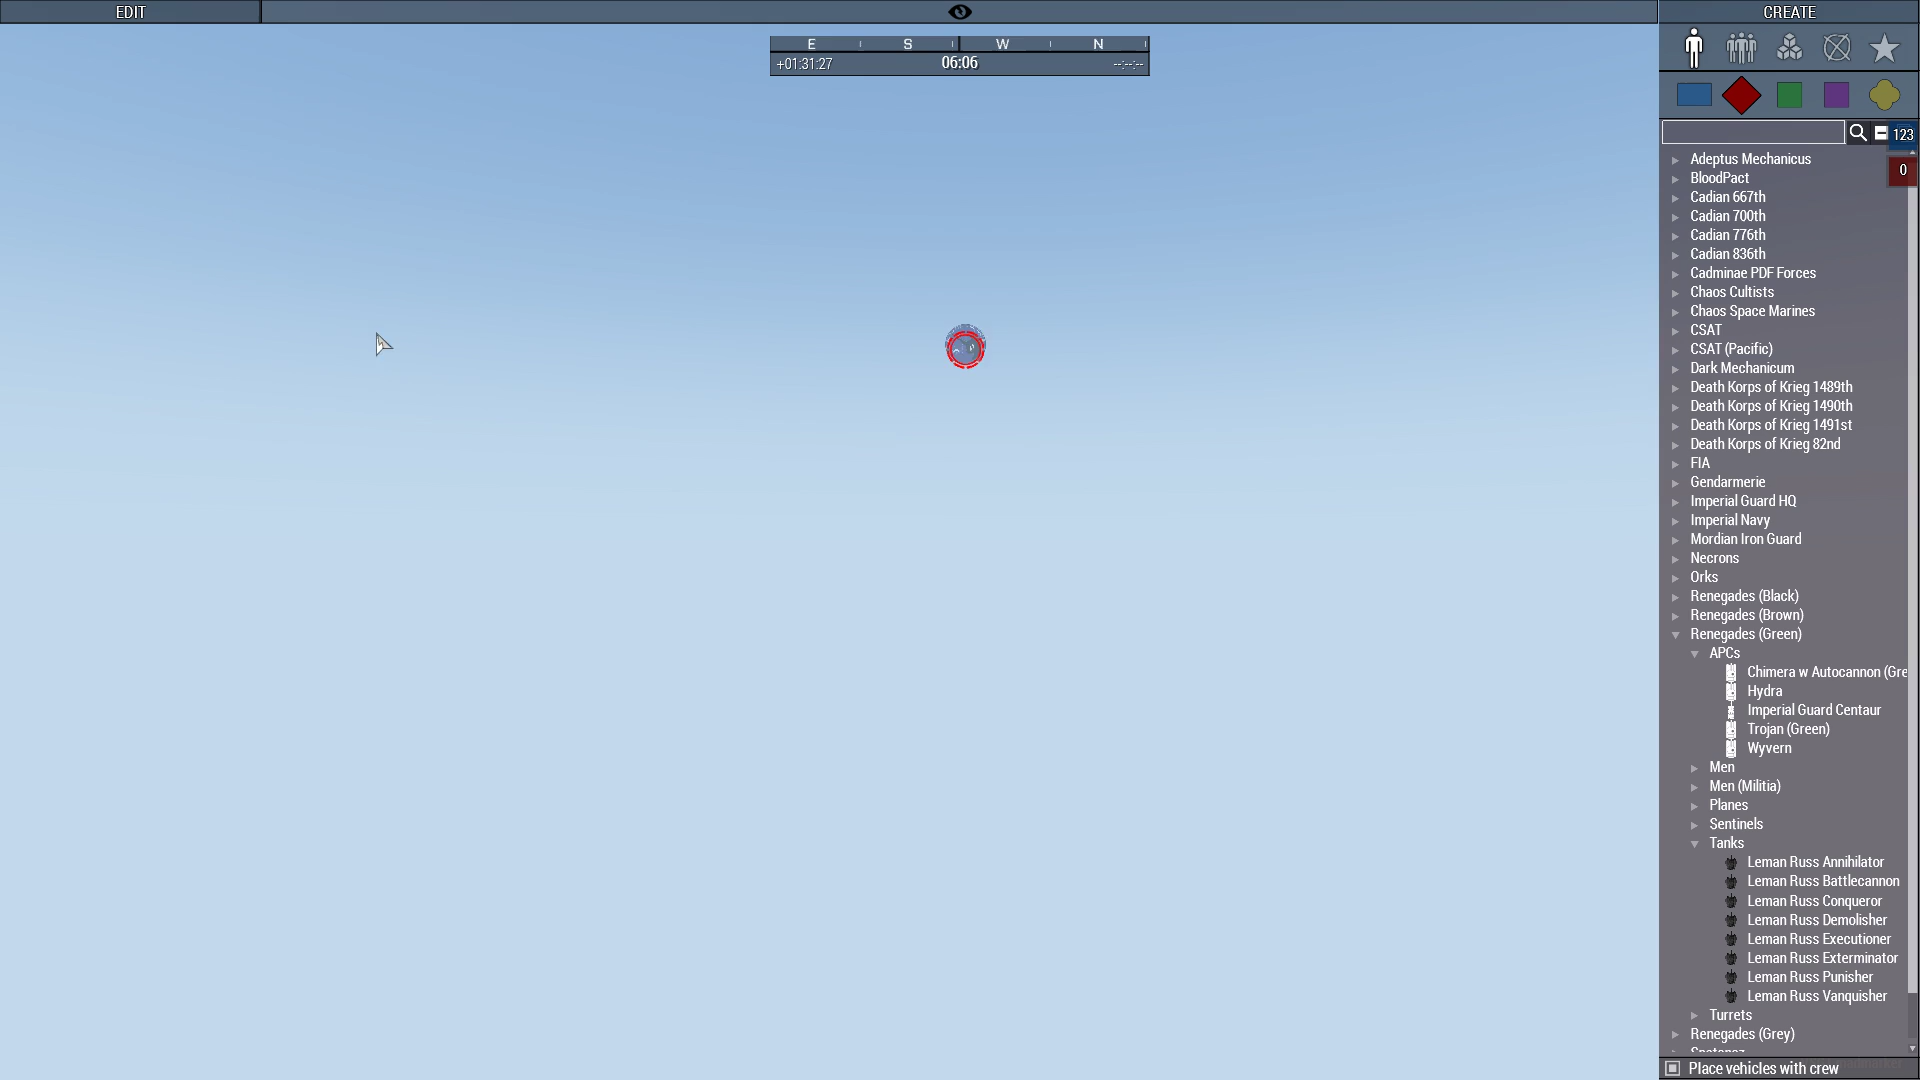 EDIT
CREATE
E S W N
+01:31:27 06:06 --:--:--
123
0
Adeptus Mechanicus
BloodPact
Cadian 667th
Cadian 700th
Cadian 776th
Cadian 836th
Cadminae PDF Forces
Chaos Cultists
Chaos Space Marines
CSAT
CSAT (Pacific)
Dark Mechanicum
Death Korps of Krieg 1489th
Death Korps of Krieg 1490th
Death Korps of Krieg 1491st
Death Korps of Krieg 82nd
FIA
Gendarmerie
Imperial Guard HQ
Imperial Navy
Mordian Iron Guard
Necrons
Orks
Renegades (Black)
Renegades (Brown)
Renegades (Green)
APCs
Chimera w Autocannon (Gre
Hydra
Imperial Guard Centaur
Trojan (Green)
Wyvern
Men
Men (Militia)
Planes
Sentinels
Tanks
Leman Russ Annihilator
Leman Russ Battlecannon
Leman Russ Conqueror
Leman Russ Demolisher
Leman Russ Executioner
Leman Russ Exterminator
Leman Russ Punisher
Leman Russ Vanquisher
Turrets
Renegades (Grey)
Place vehicles with crew